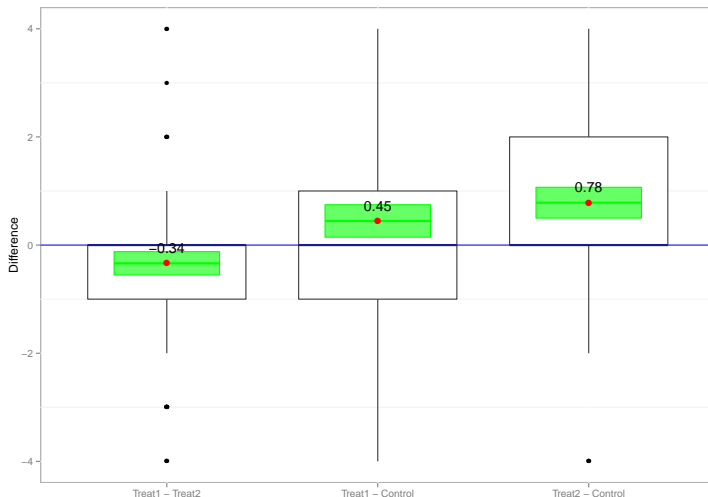 4
2
0
−2
−4
Difference
0.78
0.45
−0.34
Treat1 − Treat2
Treat1 − Control
Treat2 − Control